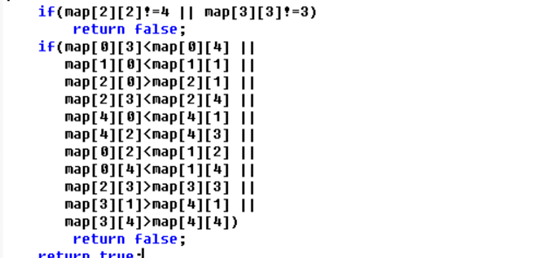 if(map[2][2]!=4 || map[3][3]!=3)
return false;
if(map[0][3]<map[0][4] ||
map[1][0]<map[1][1] ||
map[2][0]>map[2][1] ||
map[2][3]<map[2][4] ||
map[4][0]<map[4][1] ||
map[4][2]<map[4][3] ||
map[0][2]<map[1][2] ||
map[0][4]<map[1][4] ||
map[2][3]>map[3][3] ||
map[3][1]>map[4][1] ||
map[3][4]>map[4][4])
return false;
return true;